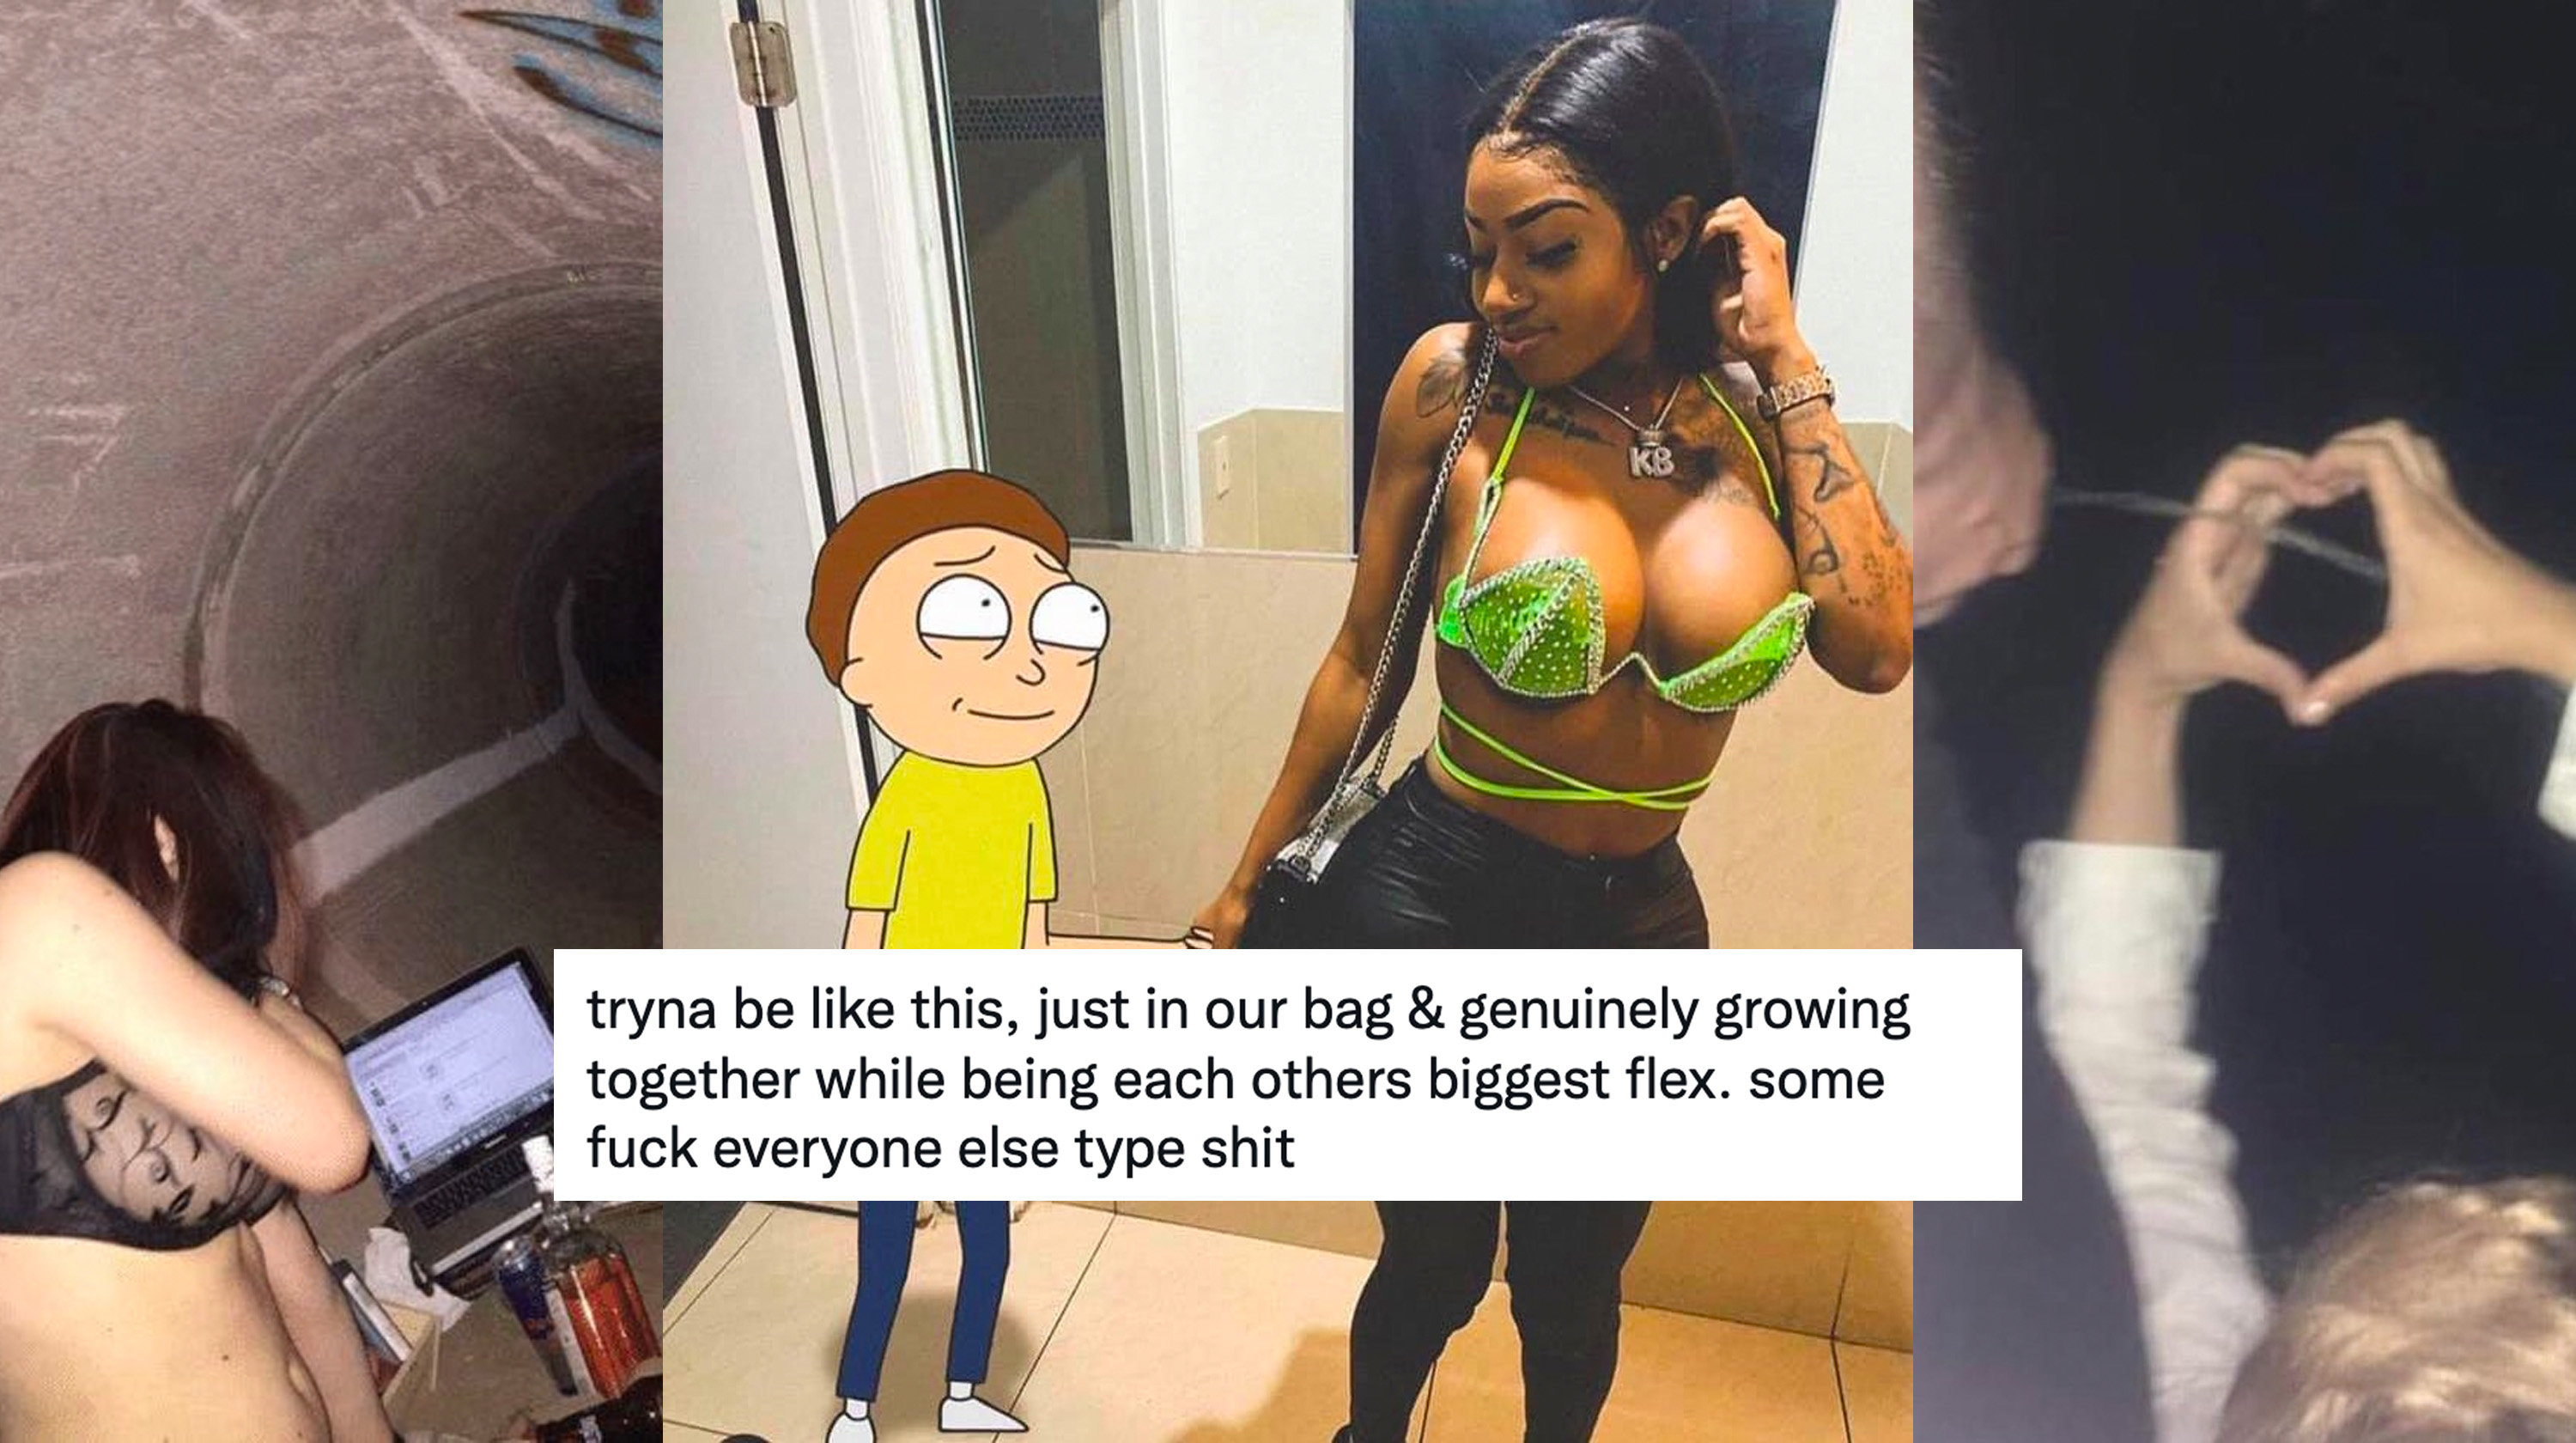 KB
tryna be like this, just in our bag & genuinely growing
together while being each others biggest flex. some
fuck everyone else type shit